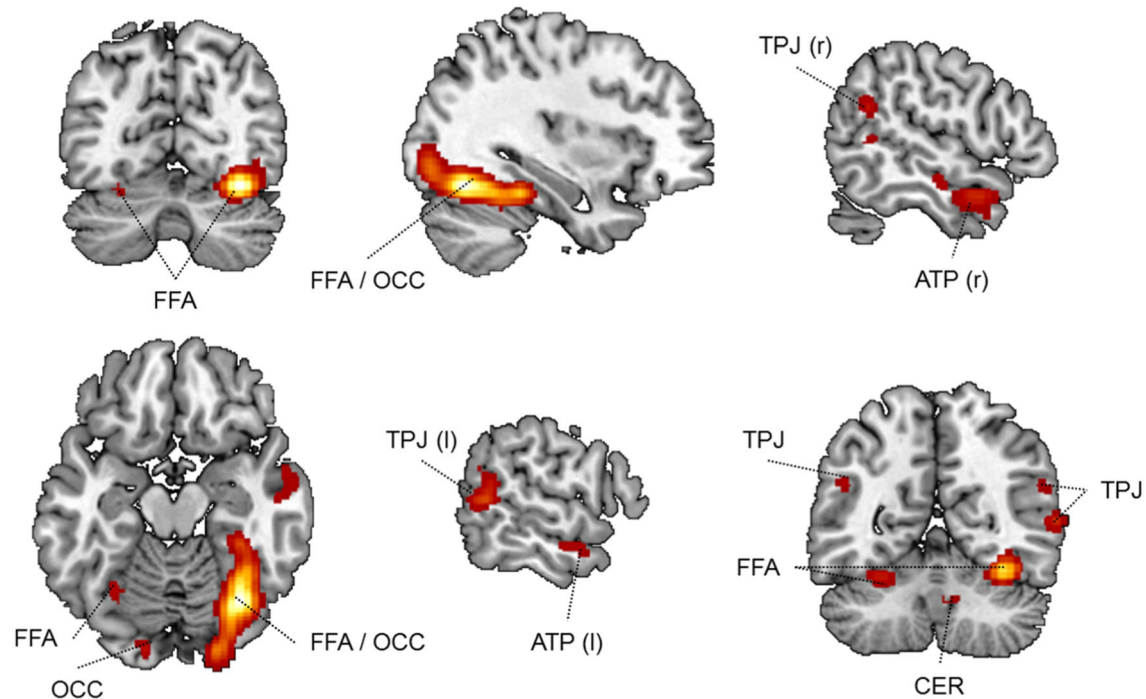 TPJ (r)
FFA
FFA / OCC
ATP (r)
TPJ (l)
TPJ
TPJ
FFA
FFA
FFA / OCC
OCC
ATP (l)
CER